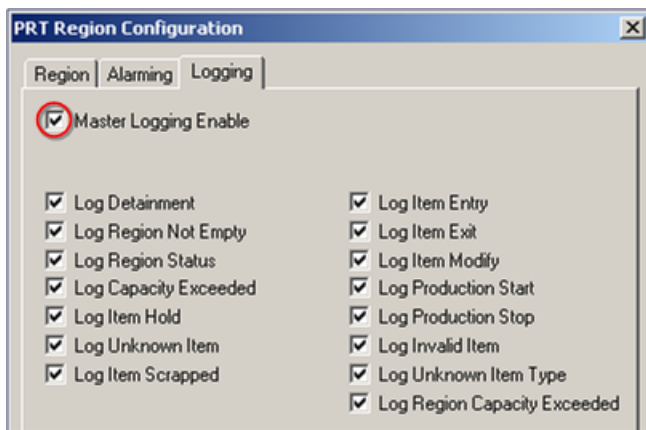 PRT Region Configuration
Region Alarming Logging
Master Logging Enable
Log Detainment
Log Region Not Empty
Log Region Status
Log Capacity Exceeded
Log Item Hold
Log Unknown Item
Log Item Scrapped
Log Item Entry
Log Item Exit
Log Item Modify
Log Production Start
Log Production Stop
Log Invalid Item
Log Unknown Item Type
Log Region Capacity Exceeded